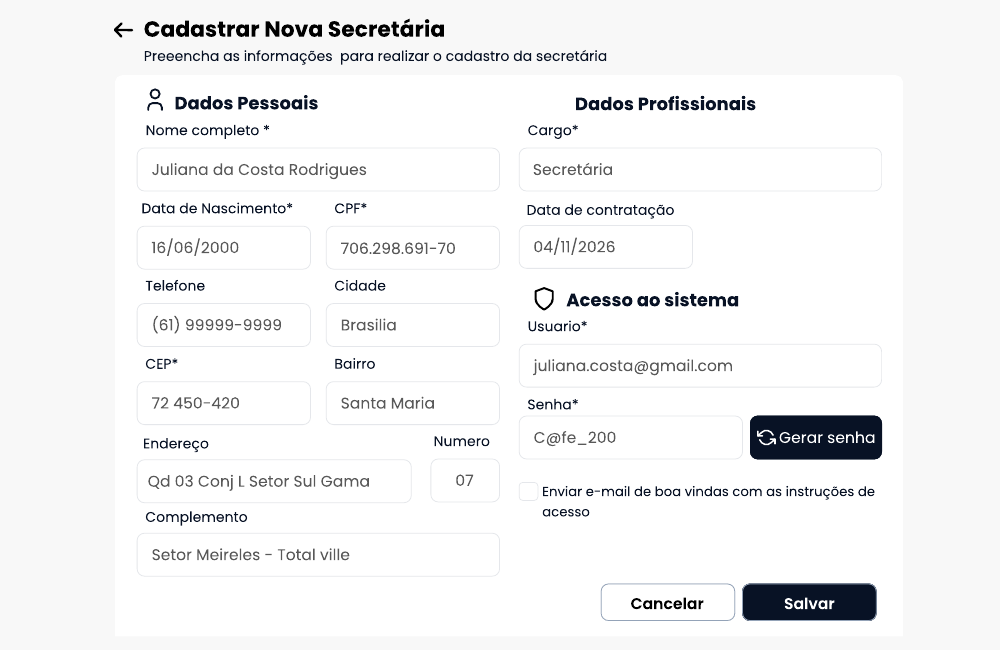 Cadastrar Nova Secretária
Preeencha as informações para realizar o cadastro da secretária
Dados Pessoais
Nome completo *
Juliana da Costa Rodrigues
Data de Nascimento* CPF*
16/06/2000 706.298.691-70
Telefone Cidade
(61) 99999-9999 Brasilia
CEP* Bairro
72 450-420 Santa Maria
Endereço Numero
Qd 03 Conj L Setor Sul Gama 07
Complemento
Setor Meireles - Total ville
Dados Profissionais
Cargo*
Secretária
Data de contratação
04/11/2026
Acesso ao sistema
Usuario*
juliana.costa@gmail.com
Senha*
C@fe_200 Gerar senha
Enviar e-mail de boa vindas com as instruções de
acesso
Cancelar Salvar